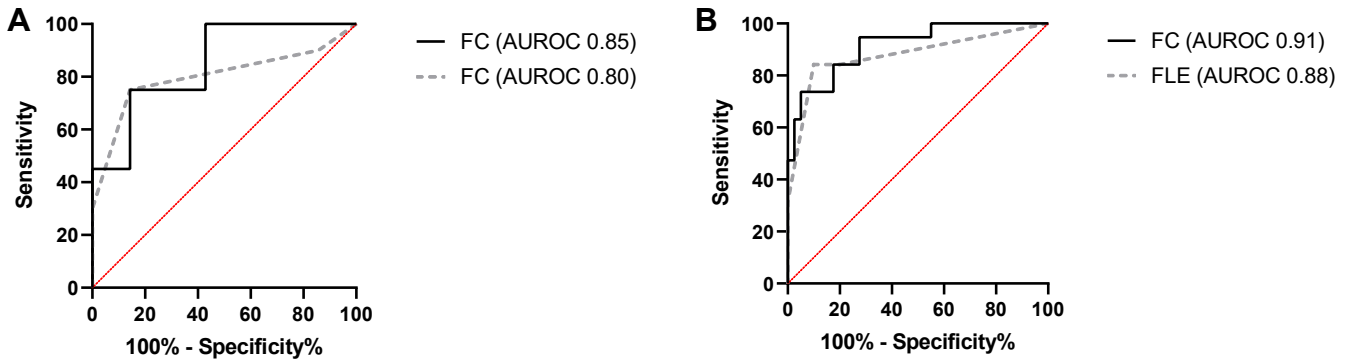 A
100
80
60
40
20
0
Sensitivity
0 20 40 60 80 100
100% - Specificity%
FC (AUROC 0.85)
FC (AUROC 0.80)
B
100
80
60
40
20
0
Sensitivity
0 20 40 60 80 100
100% - Specificity%
FC (AUROC 0.91)
FLE (AUROC 0.88)